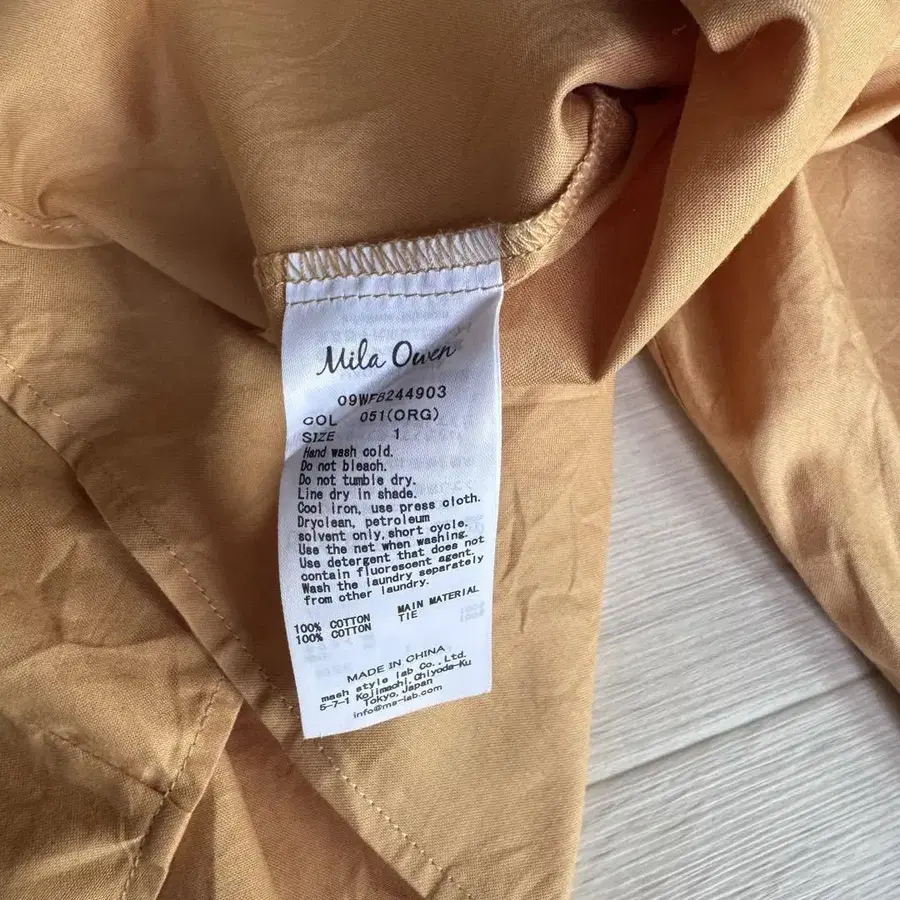 Mila Owen
09WFB244903
COL 051(ORG)
SIZE 1
Hand wash cold.
Do not bleach.
Do not tumble dry.
Line dry in shade.
Cool iron, use press cloth.
Dryclean, petroleum
solvent only, short cycle.
Use the net when washing.
Use detergent that does not
contain fluorescent agent.
Wash the laundry separately
from other laundry.
100% COTTON MAIN MATERIAL
100% COTTON TIE
MADE IN CHINA
mash style lab Co., Ltd.
5-7-1 Kojimachi, Chiyoda-Ku
Tokyo, Japan
info@ms-lab.com